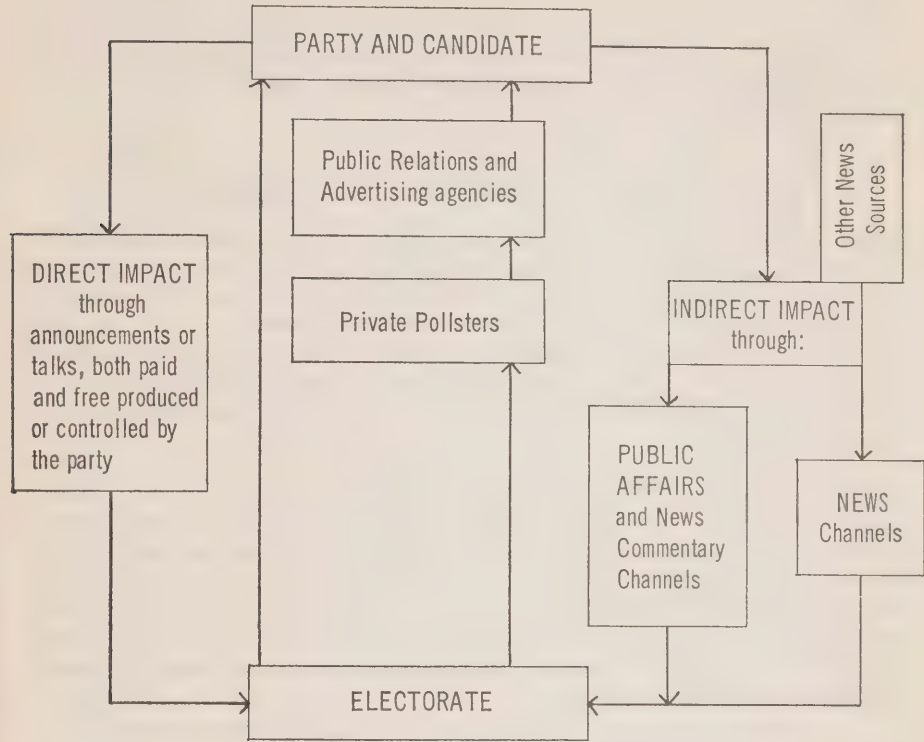 PARTY AND CANDIDATE
Public Relations and
Advertising agencies
Other News
Sources
DIRECT IMPACT
through
announcements or
talks, both paid
and free produced
or controlled by
the party
Private Pollsters
INDIRECT IMPACT
through:
PUBLIC
AFFAIRS
and News
Commentary
Channels
NEWS
Channels
ELECTORATE